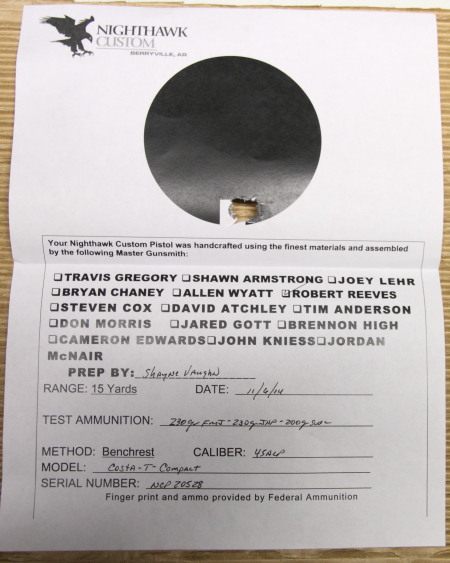 NIGHTHAWK
CUSTOM
BERRYVILLE, AR
Your Nighthawk Custom Pistol was handcrafted using the finest materials and assembled
by the following Master Gunsmith:
❏TRAVIS GREGORY ❏SHAWN ARMSTRONG ❏JOEY LEHR
❏BRYAN CHANEY ❏ALLEN WYATT ❏ROBERT REEVES
❏STEVEN COX ❏DAVID ATCHLEY ❏TIM ANDERSON
❏DON MORRIS ❏JARED GOTT ❏BRENNON HIGH
❏CAMERON EDWARDS❏JOHN KNIESS❏JORDAN
McNAIR
PREP BY: Shayne Vaughn
RANGE: 15 Yards DATE: 11/6/14
TEST AMMUNITION: 230gr FMJ-230gr JHP-200gr SWC
METHOD: Benchrest CALIBER: 45ACP
MODEL: Costa-T-Compact
SERIAL NUMBER: NCP 20528
Finger print and ammo provided by Federal Ammunition